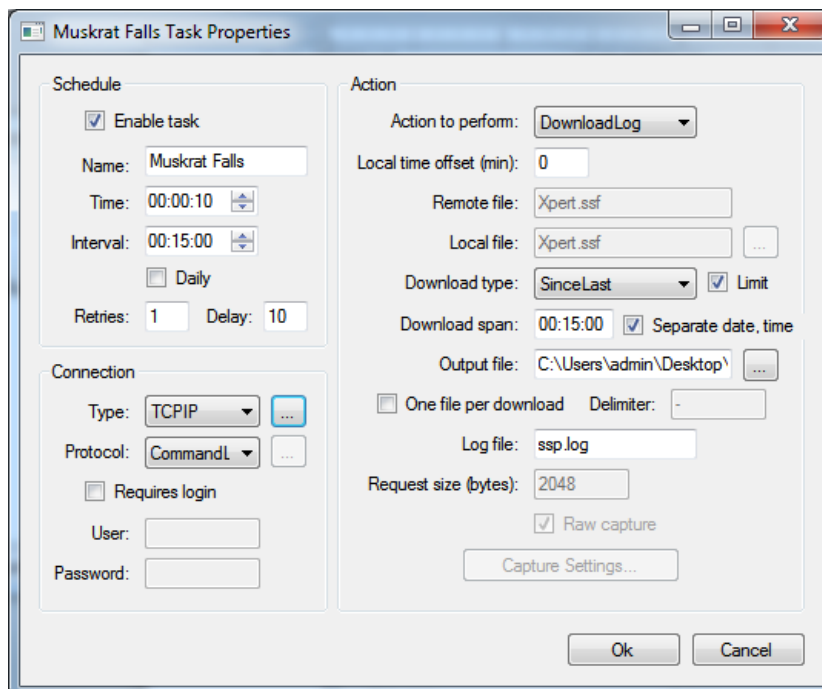 Muskrat Falls Task Properties
Schedule
Enable task
Name: Muskrat Falls
Time: 00:00:10
Interval: 00:15:00
Daily
Retries: 1 Delay: 10
Connection
Type: TCPIP ...
Protocol: CommandL ...
Requires login
User:
Password:
Action
Action to perform: DownloadLog
Local time offset (min): 0
Remote file: Xpert.ssf
Local file: Xpert.ssf ...
Download type: SinceLast Limit
Download span: 00:15:00 Separate date, time
Output file: C:\Users\admin\Desktop\ ...
One file per download Delimiter: -
Log file: ssp.log
Request size (bytes): 2048
Raw capture
Capture Settings...
Ok Cancel